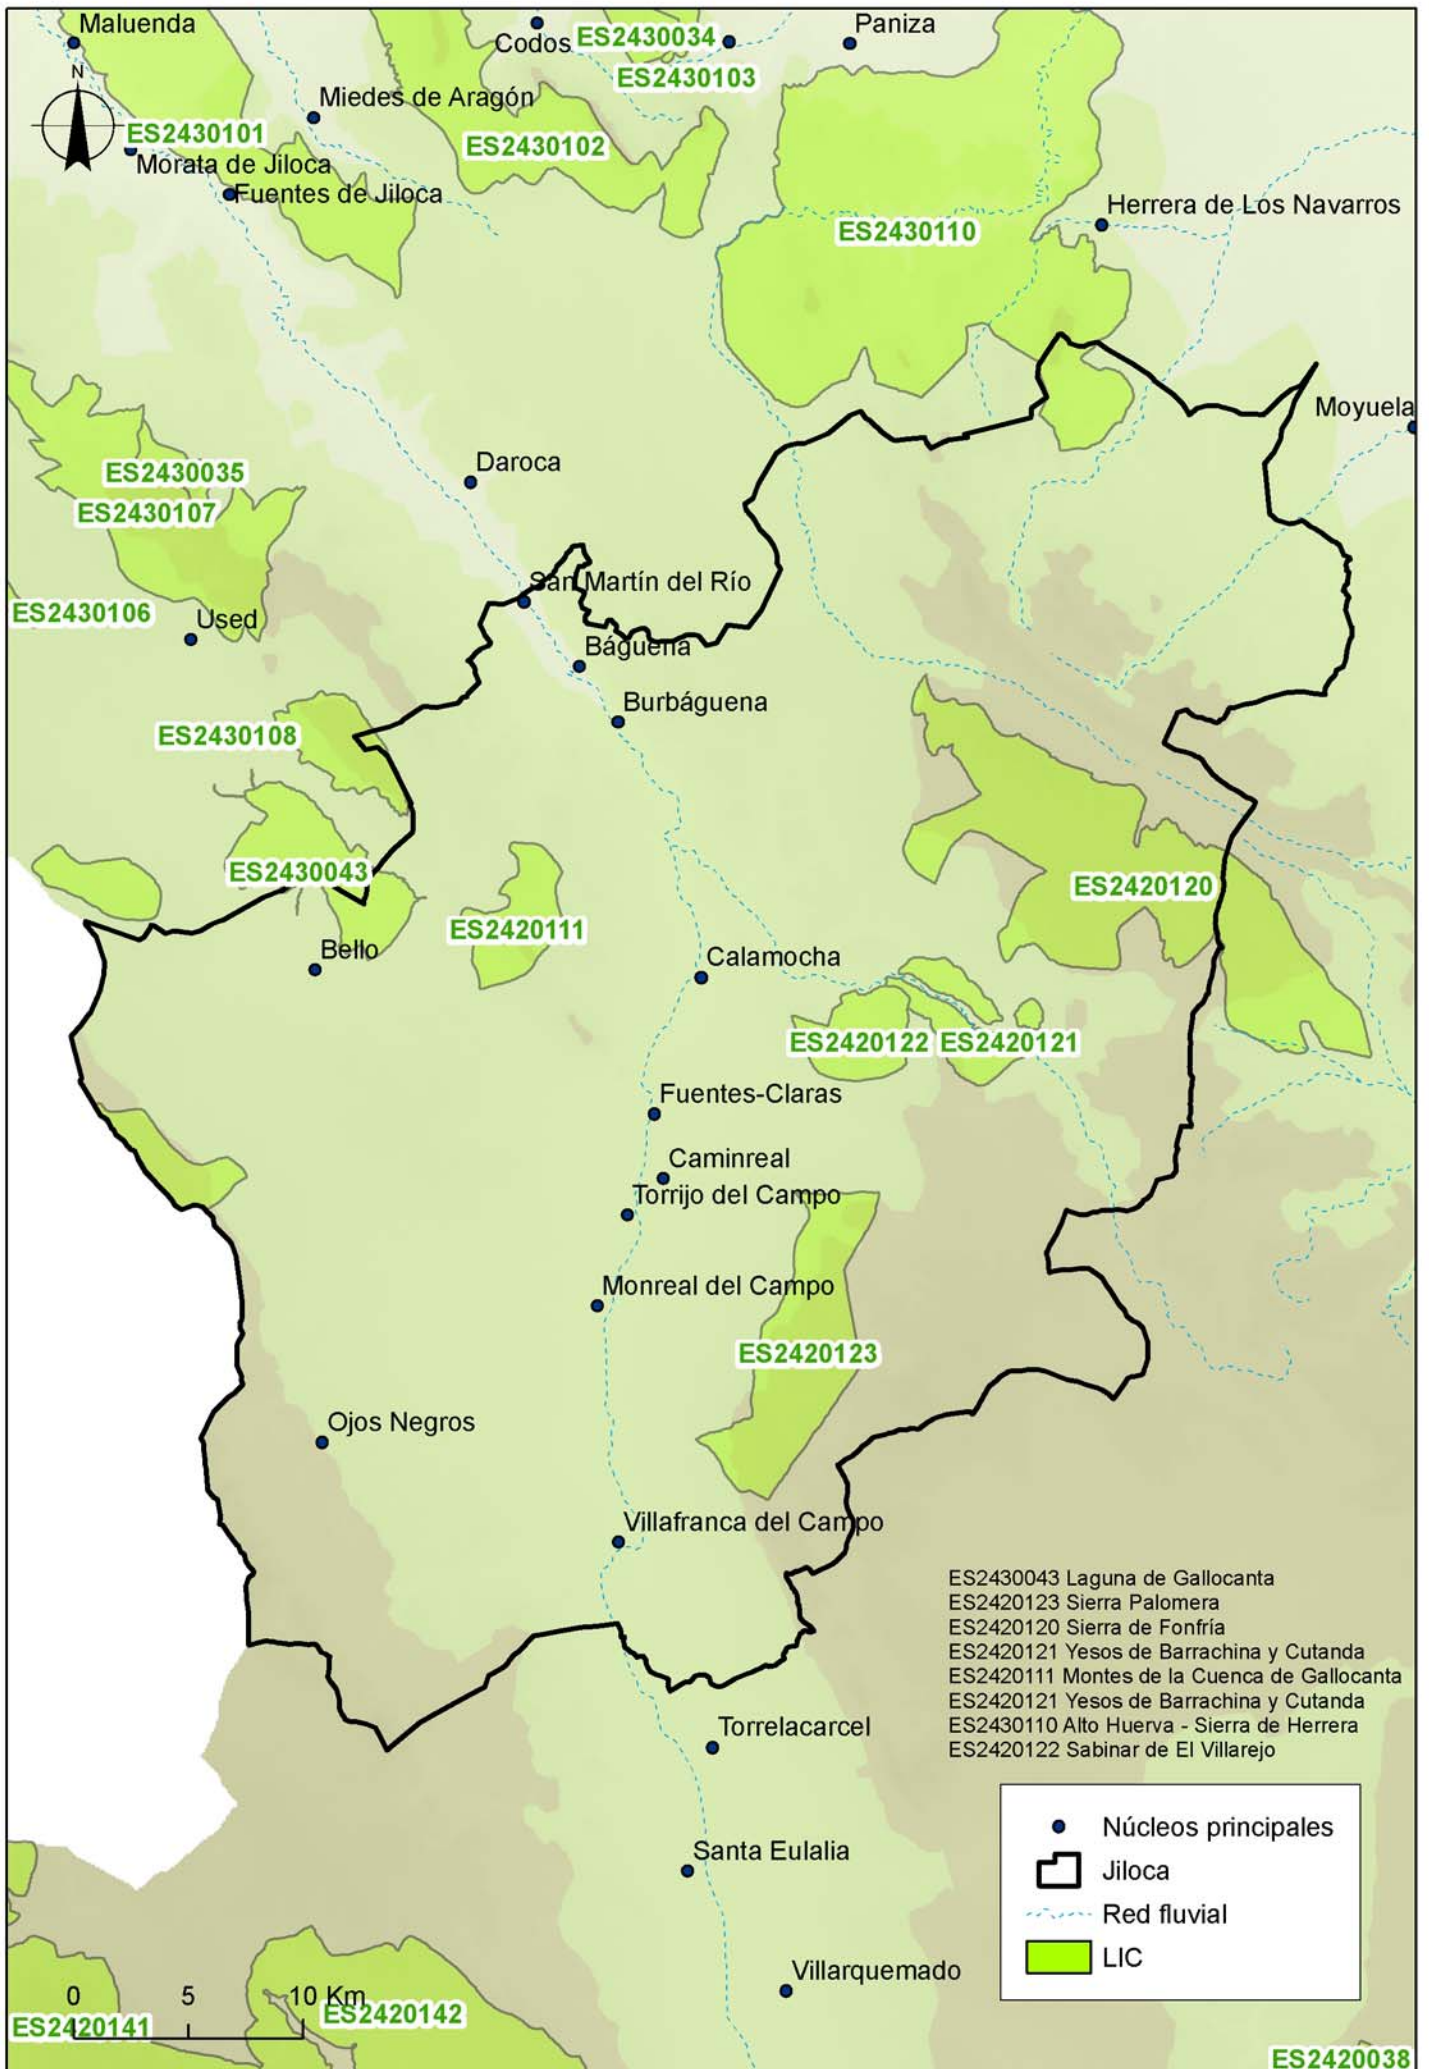 Maluenda
Codos
ES2430034
Paniza
ES2430103
N
Miedes de Aragón
ES2430101
ES2430102
Morata de Jiloca
Fuentes de Jiloca
Herrera de Los Navarros
ES2430110
Moyuela
Daroca
ES2430035
ES2430107
San Martín del Río
ES2430106
Used
Báguena
Burbáguena
ES2430108
ES2430043
ES2420120
ES2420111
Bello
Calamocha
ES2420122
ES2420121
Fuentes-Claras
Caminreal
Torrijo del Campo
Monreal del Campo
ES2420123
Ojos Negros
Villafranca del Campo
ES2430043 Laguna de Gallocanta
ES2420123 Sierra Palomera
ES2420120 Sierra de Fonfría
ES2420121 Yesos de Barrachina y Cutanda
ES2420111 Montes de la Cuenca de Gallocanta
ES2420121 Yesos de Barrachina y Cutanda
ES2430110 Alto Huerva - Sierra de Herrera
ES2420122 Sabinar de El Villarejo
Torrelacarcel
Santa Eulalia
Villarquemado
Núcleos principales
Jiloca
Red fluvial
LIC
0 5 10 Km
ES2420141
ES2420142
ES2420038